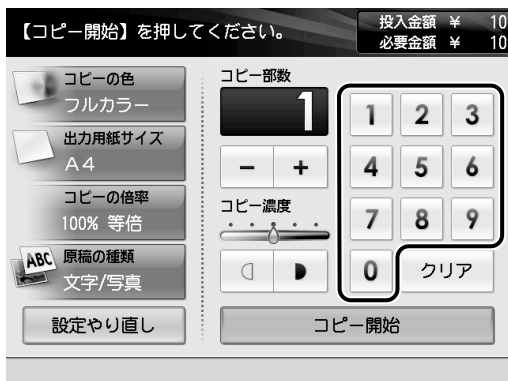 【コピー開始】を押してください。
投入金額 ¥ 10
必要金額 ¥ 10
コピーの色
フルカラー
出力用紙サイズ
A4
コピーの倍率
100% 等倍
ABC
原稿の種類
文字/写真
設定やり直し
コピー部数
1
- +
コピー濃度
1 2 3
4 5 6
7 8 9
0 クリア
コピー開始